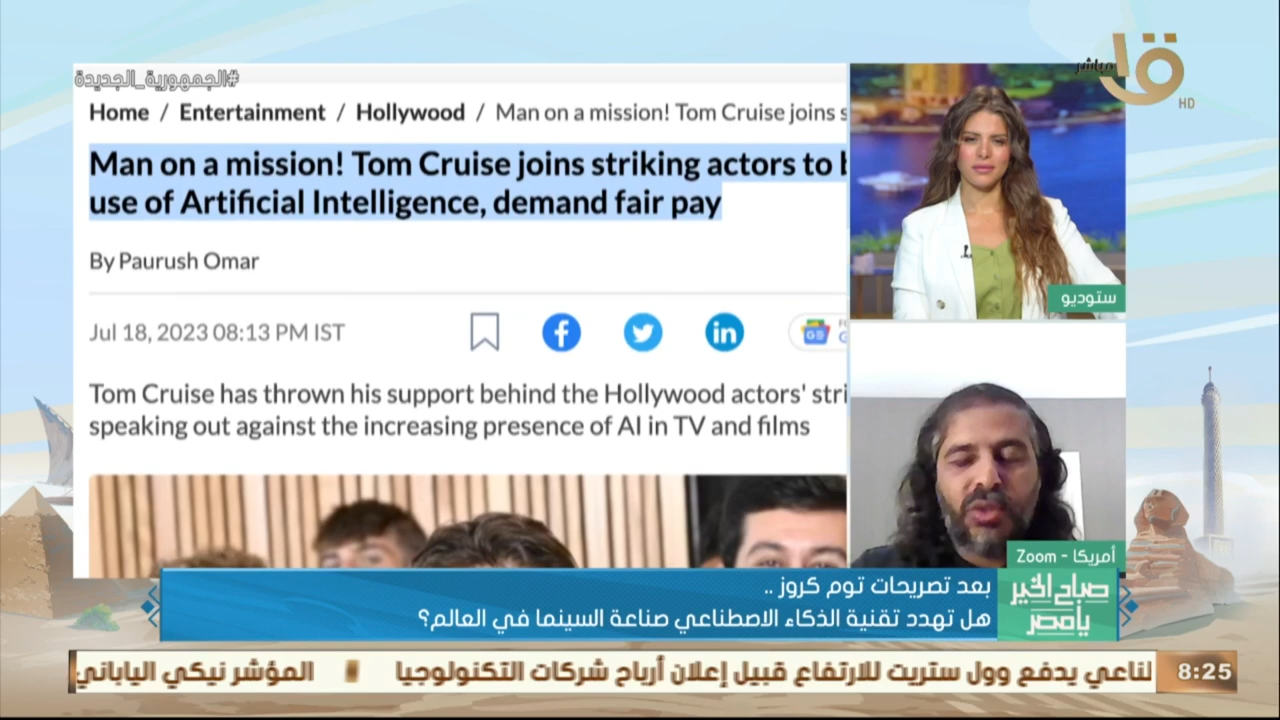 #الجمهورية_الجديدة
مباشر
HD
Home / Entertainment / Hollywood / Man on a mission! Tom Cruise joins s
Man on a mission! Tom Cruise joins striking actors to b
use of Artificial Intelligence, demand fair pay
By Paurush Omar
Jul 18, 2023 08:13 PM IST
Tom Cruise has thrown his support behind the Hollywood actors' stri
speaking out against the increasing presence of AI in TV and films
ستوديو
أمريكا - Zoom
صباح الخير
يا مصر
بعد تصريحات توم كروز ..
هل تهدد تقنية الذكاء الاصطناعي صناعة السينما في العالم؟
لناعي يدفع وول ستريت للارتفاع قبيل إعلان أرباح شركات التكنولوجيا المؤشر نيكي الياباني
8:25